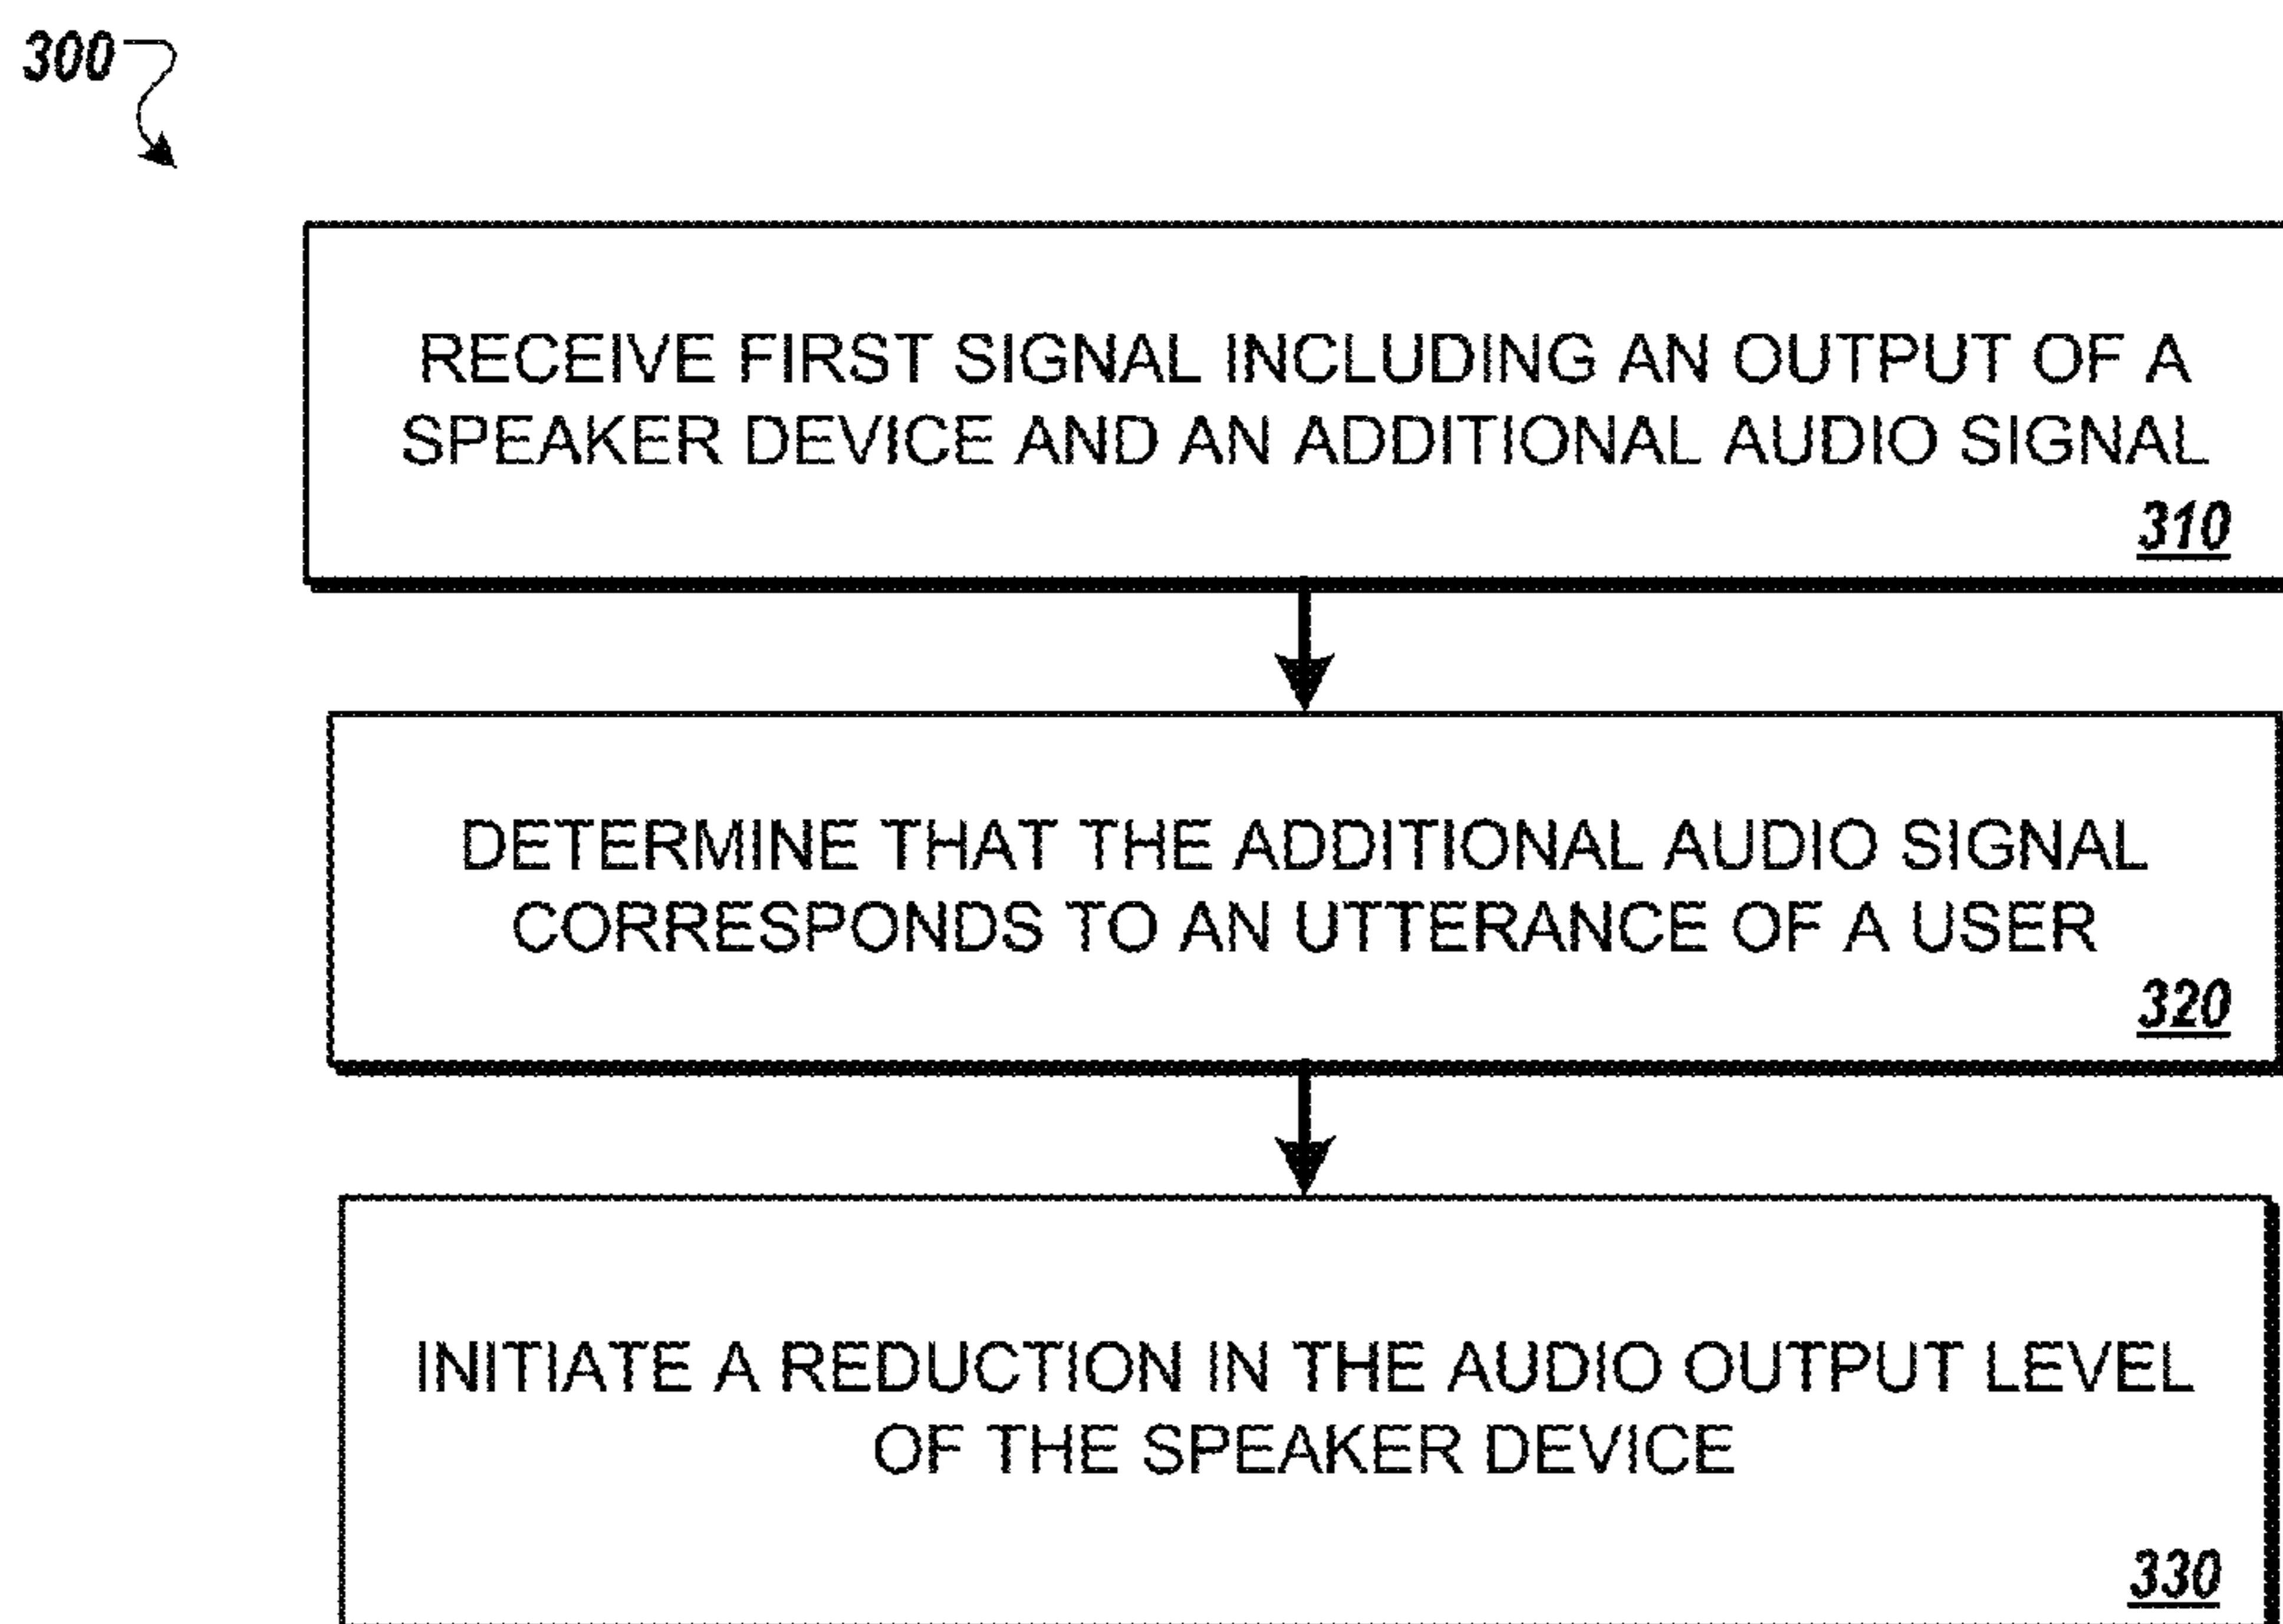 300
RECEIVE FIRST SIGNAL INCLUDING AN OUTPUT OF A
SPEAKER DEVICE AND AN ADDITIONAL AUDIO SIGNAL
310
DETERMINE THAT THE ADDITIONAL AUDIO SIGNAL
CORRESPONDS TO AN UTTERANCE OF A USER
320
INITIATE A REDUCTION IN THE AUDIO OUTPUT LEVEL
OF THE SPEAKER DEVICE
330